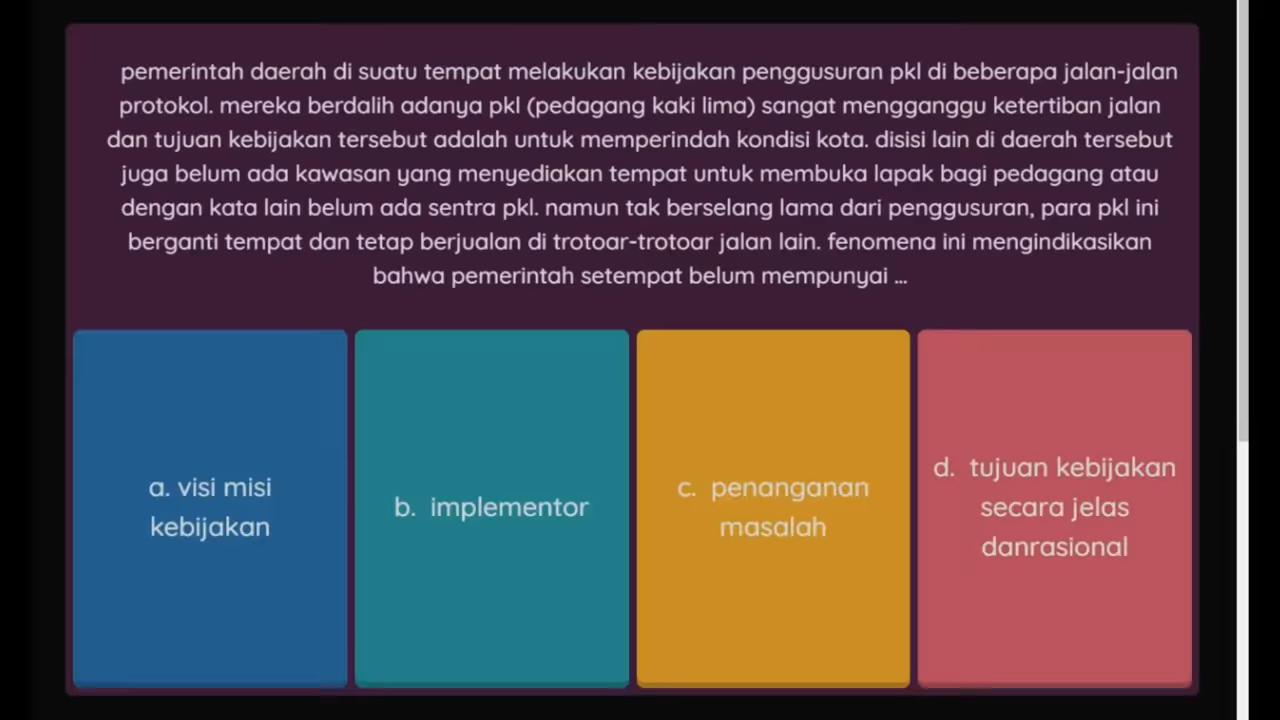 pemerintah daerah di suatu tempat melakukan kebijakan penggusuran pkl di beberapa jalan-jalan
protokol. mereka berdalih adanya pkl (pedagang kaki lima) sangat mengganggu ketertiban jalan
dan tujuan kebijakan tersebut adalah untuk memperindah kondisi kota. disisi lain di daerah tersebut
juga belum ada kawasan yang menyediakan tempat untuk membuka lapak bagi pedagang atau
dengan kata lain belum ada sentra pkl. namun tak berselang lama dari penggusuran, para pkl ini
berganti tempat dan tetap berjualan di trotoar-trotoar jalan lain. fenomena ini mengindikasikan
bahwa pemerintah setempat belum mempunyai ...
a. visi misi
kebijakan
b. implementor
c. penanganan
masalah
d. tujuan kebijakan
secara jelas
danrasional